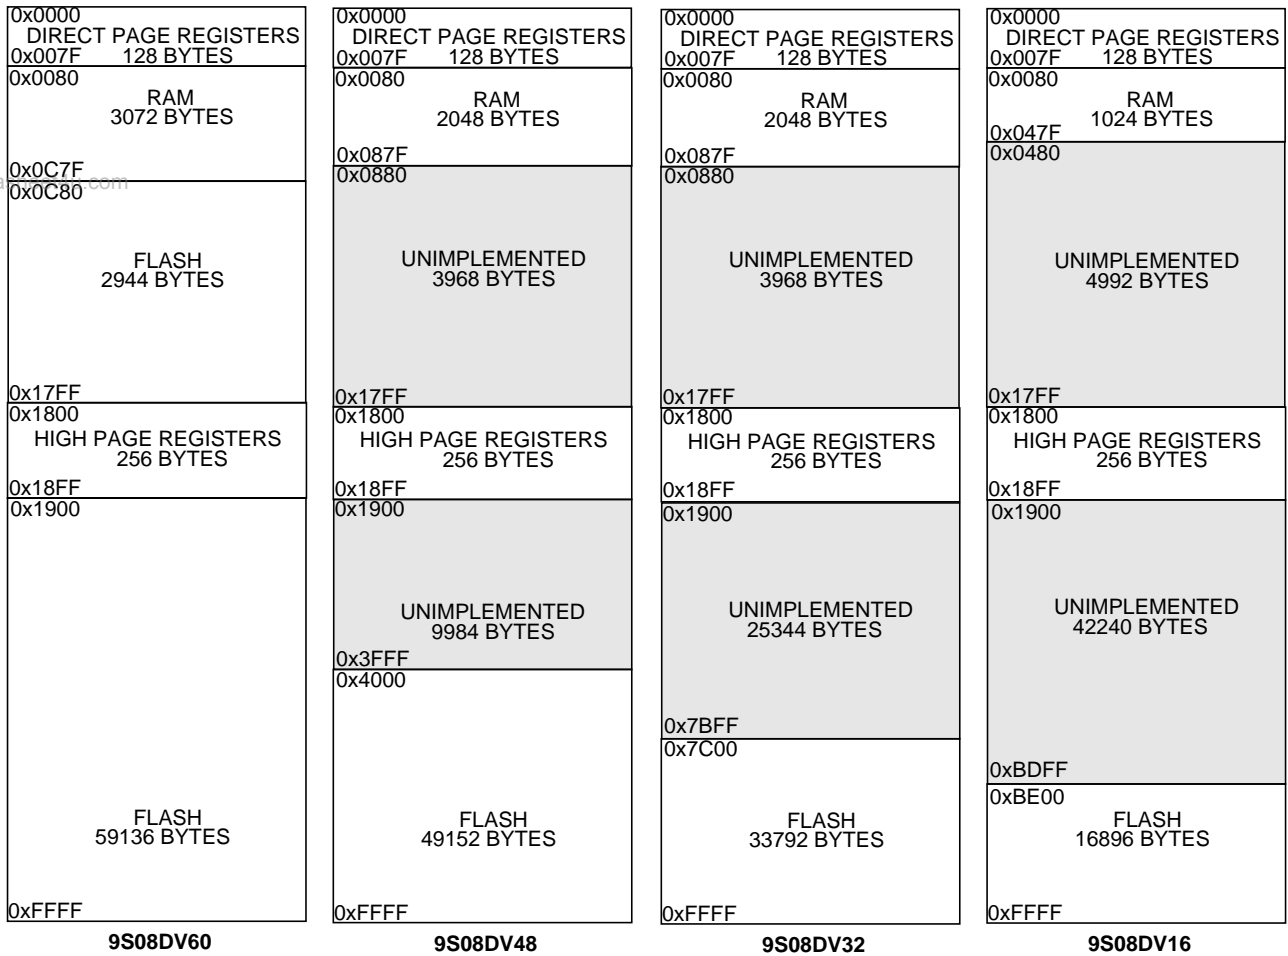 0x0000
DIRECT PAGE REGISTERS
0x007F 128 BYTES
0x0080
RAM
3072 BYTES
0x0C7F
0x0C80
FLASH
2944 BYTES
0x17FF
0x1800
HIGH PAGE REGISTERS
256 BYTES
0x18FF
0x1900
FLASH
59136 BYTES
0xFFFF
9S08DV60
0x0000
DIRECT PAGE REGISTERS
0x007F 128 BYTES
0x0080
RAM
2048 BYTES
0x087F
0x0880
UNIMPLEMENTED
3968 BYTES
0x17FF
0x1800
HIGH PAGE REGISTERS
256 BYTES
0x18FF
0x1900
UNIMPLEMENTED
9984 BYTES
0x3FFF
0x4000
FLASH
49152 BYTES
0xFFFF
9S08DV48
0x0000
DIRECT PAGE REGISTERS
0x007F 128 BYTES
0x0080
RAM
2048 BYTES
0x087F
0x0880
UNIMPLEMENTED
3968 BYTES
0x17FF
0x1800
HIGH PAGE REGISTERS
256 BYTES
0x18FF
0x1900
UNIMPLEMENTED
25344 BYTES
0x7BFF
0x7C00
FLASH
33792 BYTES
0xFFFF
9S08DV32
0x0000
DIRECT PAGE REGISTERS
0x007F 128 BYTES
0x0080
RAM
1024 BYTES
0x047F
0x0480
UNIMPLEMENTED
4992 BYTES
0x17FF
0x1800
HIGH PAGE REGISTERS
256 BYTES
0x18FF
0x1900
UNIMPLEMENTED
42240 BYTES
0xBDFF
0xBE00
FLASH
16896 BYTES
0xFFFF
9S08DV16